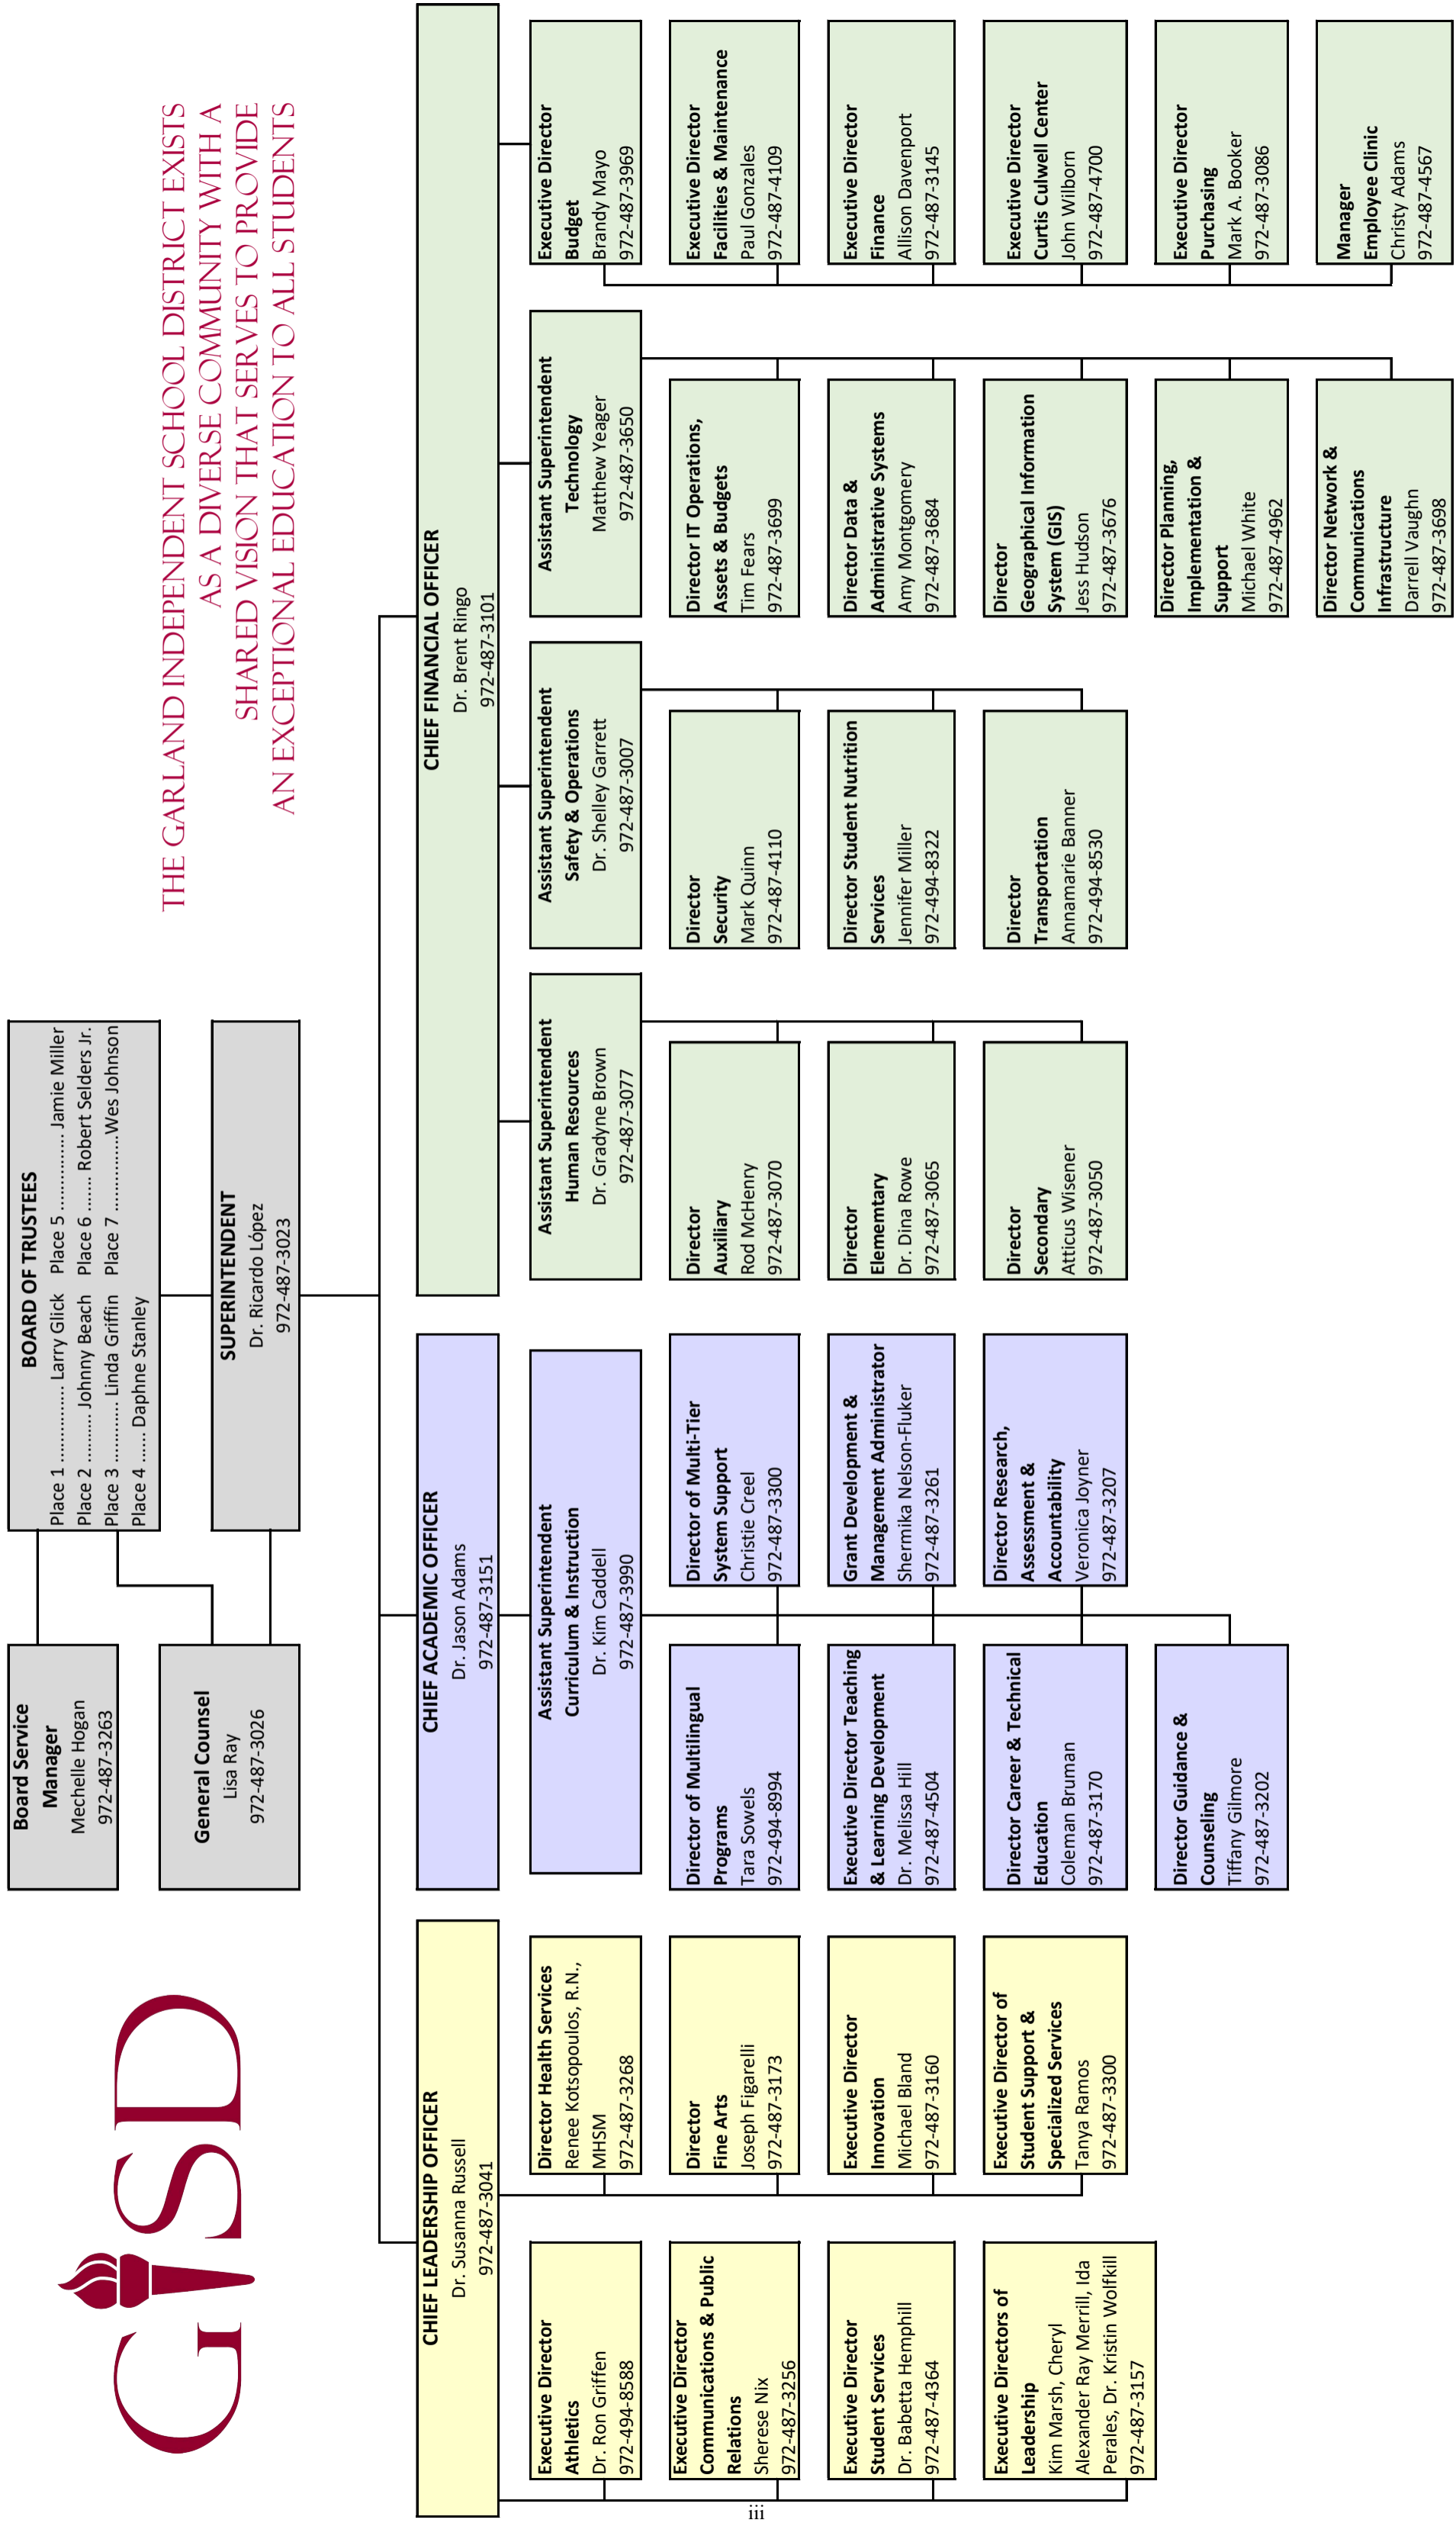 GISD
THE GARLAND INDEPENDENT SCHOOL DISTRICT EXISTS
AS A DIVERSE COMMUNITY WITH A
SHARED VISION THAT SERVES TO PROVIDE
AN EXCEPTIONAL EDUCATION TO ALL STUDENTS
Board Service
Manager
Mechelle Hogan
972-487-3263
General Counsel
Lisa Ray
972-487-3026
BOARD OF TRUSTEES
Place 1 .............. Larry Glick Place 5 .............. Jamie Miller
Place 2 .......... Johnny Beach Place 6 ....... Robert Selders Jr.
Place 3 ............ Linda Griffin Place 7 ...............Wes Johnson
Place 4 ...... Daphne Stanley
SUPERINTENDENT
Dr. Ricardo López
972-487-3023
CHIEF LEADERSHIP OFFICER
Dr. Susanna Russell
972-487-3041
Executive Director
Athletics
Dr. Ron Griffen
972-494-8588
Executive Director
Communications & Public
Relations
Sherese Nix
972-487-3256
Executive Director
Student Services
Dr. Babetta Hemphill
972-487-4364
Executive Directors of
Leadership
Kim Marsh, Cheryl
Alexander Ray Merrill, Ida
Perales, Dr. Kristin Wolfkill
972-487-3157
Director Health Services
Renee Kotsopoulos, R.N.,
MHSM
972-487-3268
Director
Fine Arts
Joseph Figarelli
972-487-3173
Executive Director
Innovation
Michael Bland
972-487-3160
Executive Director of
Student Support &
Specialized Services
Tanya Ramos
972-487-3300
CHIEF ACADEMIC OFFICER
Dr. Jason Adams
972-487-3151
Assistant Superintendent
Curriculum & Instruction
Dr. Kim Caddell
972-487-3990
Director of Multilingual
Programs
Tara Sowels
972-494-8994
Executive Director Teaching
& Learning Development
Dr. Melissa Hill
972-487-4504
Director Career & Technical
Education
Coleman Bruman
972-487-3170
Director Guidance &
Counseling
Tiffany Gilmore
972-487-3202
Director of Multi-Tier
System Support
Christie Creel
972-487-3300
Grant Development &
Management Administrator
Shermika Nelson-Fluker
972-487-3261
Director Research,
Assessment &
Accountability
Veronica Joyner
972-487-3207
CHIEF FINANCIAL OFFICER
Dr. Brent Ringo
972-487-3101
Assistant Superintendent
Human Resources
Dr. Gradyne Brown
972-487-3077
Director
Auxiliary
Rod McHenry
972-487-3070
Director
Elememtary
Dr. Dina Rowe
972-487-3065
Director
Secondary
Atticus Wisener
972-487-3050
Assistant Superintendent
Safety & Operations
Dr. Shelley Garrett
972-487-3007
Director
Security
Mark Quinn
972-487-4110
Director Student Nutrition
Services
Jennifer Miller
972-494-8322
Director
Transportation
Annamarie Banner
972-494-8530
Assistant Superintendent
Technology
Matthew Yeager
972-487-3650
Director IT Operations,
Assets & Budgets
Tim Fears
972-487-3699
Director Data &
Administrative Systems
Amy Montgomery
972-487-3684
Director
Geographical Information
System (GIS)
Jess Hudson
972-487-3676
Director Planning,
Implementation &
Support
Michael White
972-487-4962
Director Network &
Communications
Infrastructure
Darrell Vaughn
972-487-3698
Executive Director
Budget
Brandy Mayo
972-487-3969
Executive Director
Facilities & Maintenance
Paul Gonzales
972-487-4109
Executive Director
Finance
Allison Davenport
972-487-3145
Executive Director
Curtis Culwell Center
John Wilborn
972-487-4700
Executive Director
Purchasing
Mark A. Booker
972-487-3086
Manager
Employee Clinic
Christy Adams
972-487-4567
iii